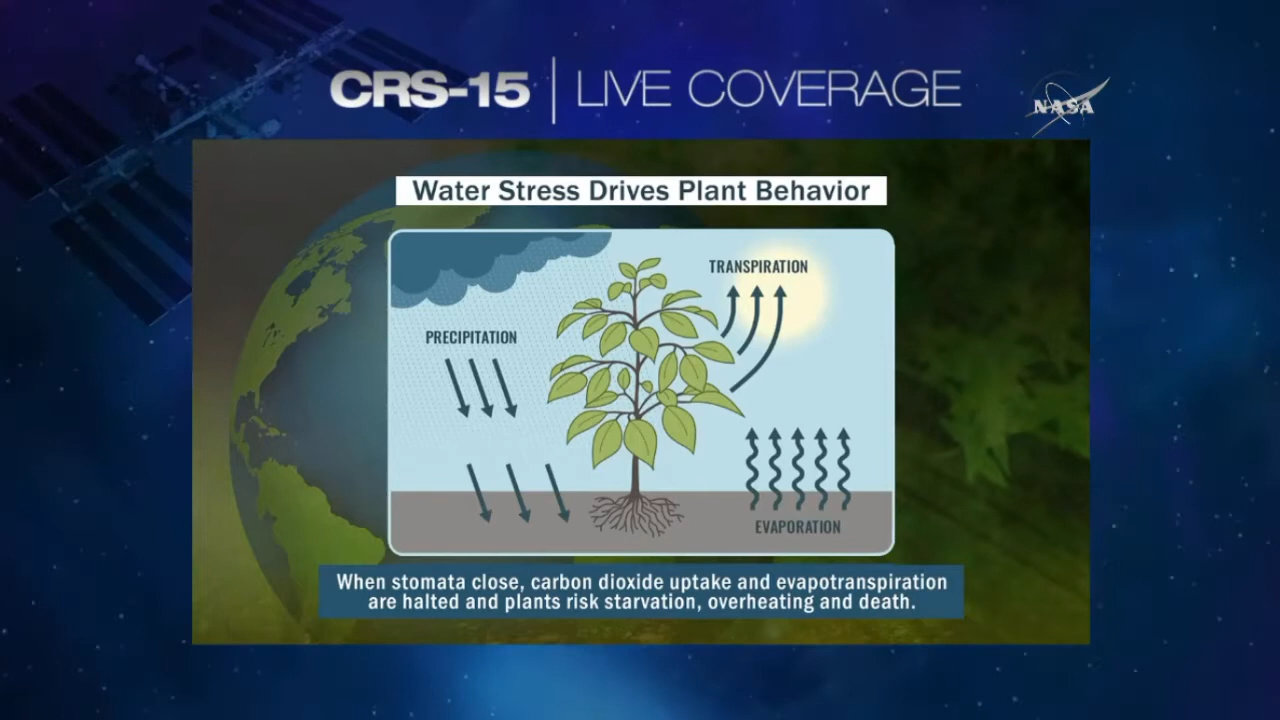 CRS-15 | LIVE COVERAGE
NASA
Water Stress Drives Plant Behavior
TRANSPIRATION
PRECIPITATION
EVAPORATION
When stomata close, carbon dioxide uptake and evapotranspiration
are halted and plants risk starvation, overheating and death.